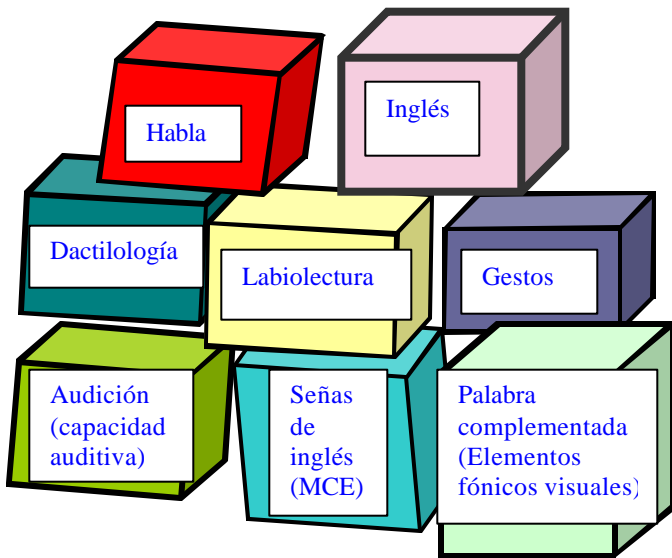 Habla
Inglés
Dactilología
Labiolectura
Gestos
Audición
(capacidad
auditiva)
Señas
de
inglés
(MCE)
Palabra
complementada
(Elementos
fónicos visuales)